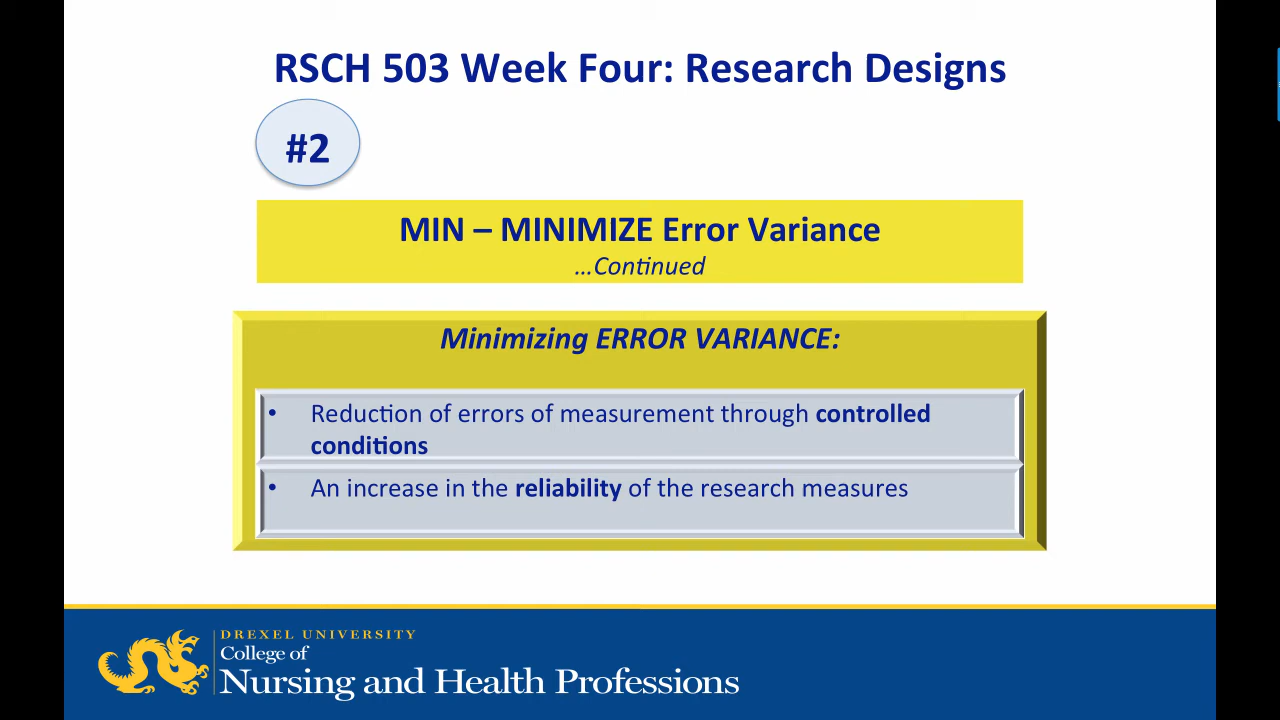 RSCH 503 Week Four: Research Designs
#2
MIN – MINIMIZE Error Variance
...Continued
Minimizing ERROR VARIANCE:
• Reduction of errors of measurement through controlled
conditions
• An increase in the reliability of the research measures
DREXEL UNIVERSITY
College of
Nursing and Health Professions